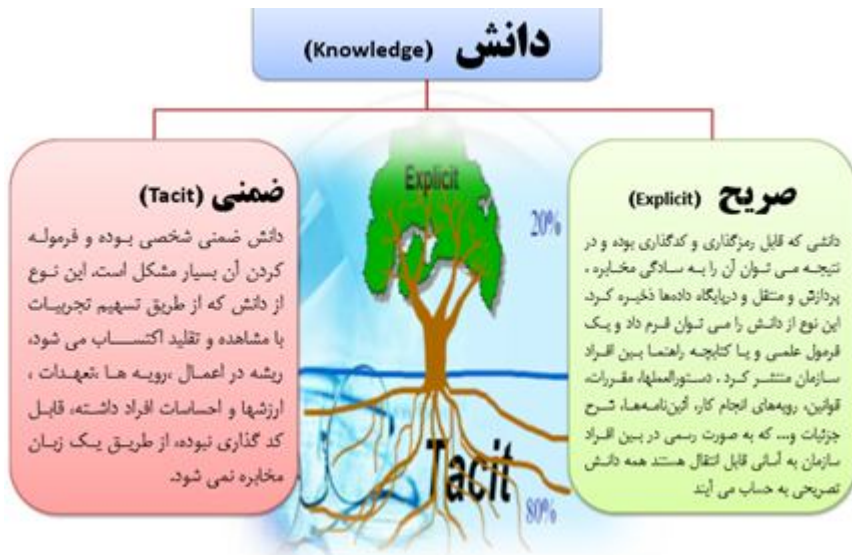 دانش (Knowledge)
صریح (Explicit)
دانشی که قابل رمزگذاری و کدگذاری بوده و در
نتیجه می توان آن را به سادگی مخابره ،
پردازش و منتقل و درپایگاه داده‌ها ذخیره کرد.
این نوع از دانش را می توان فرم داد و یک
فرمول علمی و یا کتابچه راهنما بین افراد
سازمان منتشر کرد . دستورالعملها، مقررات،
قوانین، رویه‌های انجام کار، آئین‌نامه‌ها، شرح
جزئیات و... که به صورت رسمی در بین افراد
سازمان به آسانی قابل انتقال هستند همه دانش
تصریحی به حساب می آیند
Explicit
20%
Tacit
80%
ضمنی (Tacit)
دانش ضمنی شخصی بوده و فرموله
کردن آن بسیار مشکل است. این نوع
از دانش که از طریق تسهیم تجربیات
با مشاهده و تقلید اکتساب می شود،
ریشه در اعمال ،رویه ها ،تعهدات ،
ارزشها و احساسات افراد داشته، قابل
کد گذاری نبوده، از طریق یک زبان
مخابره نمی شود.